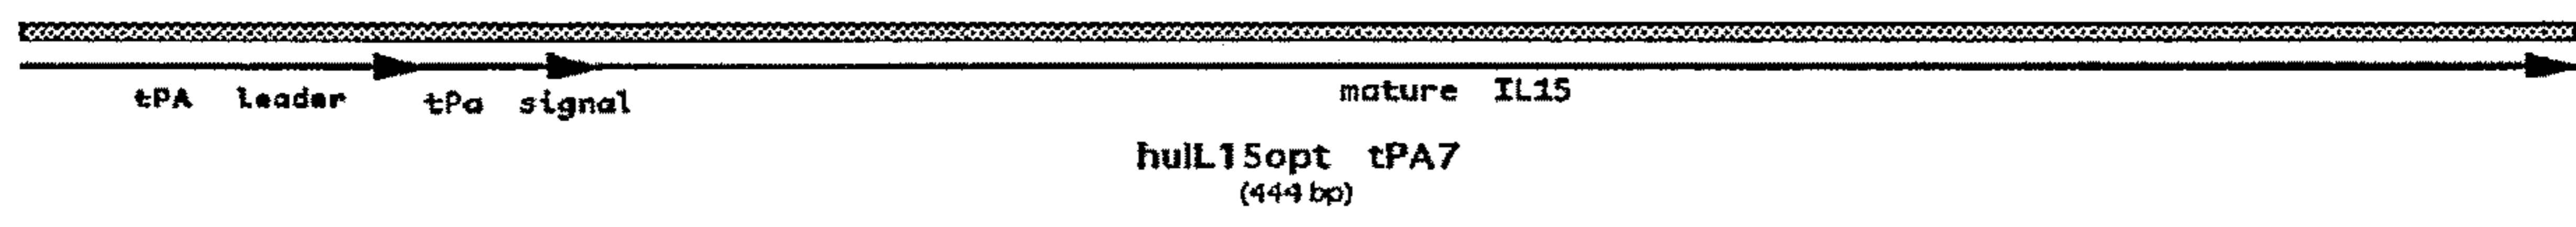 tPA leader
tPa signal
mature IL15
huIL15opt tPA7
(444 bp)